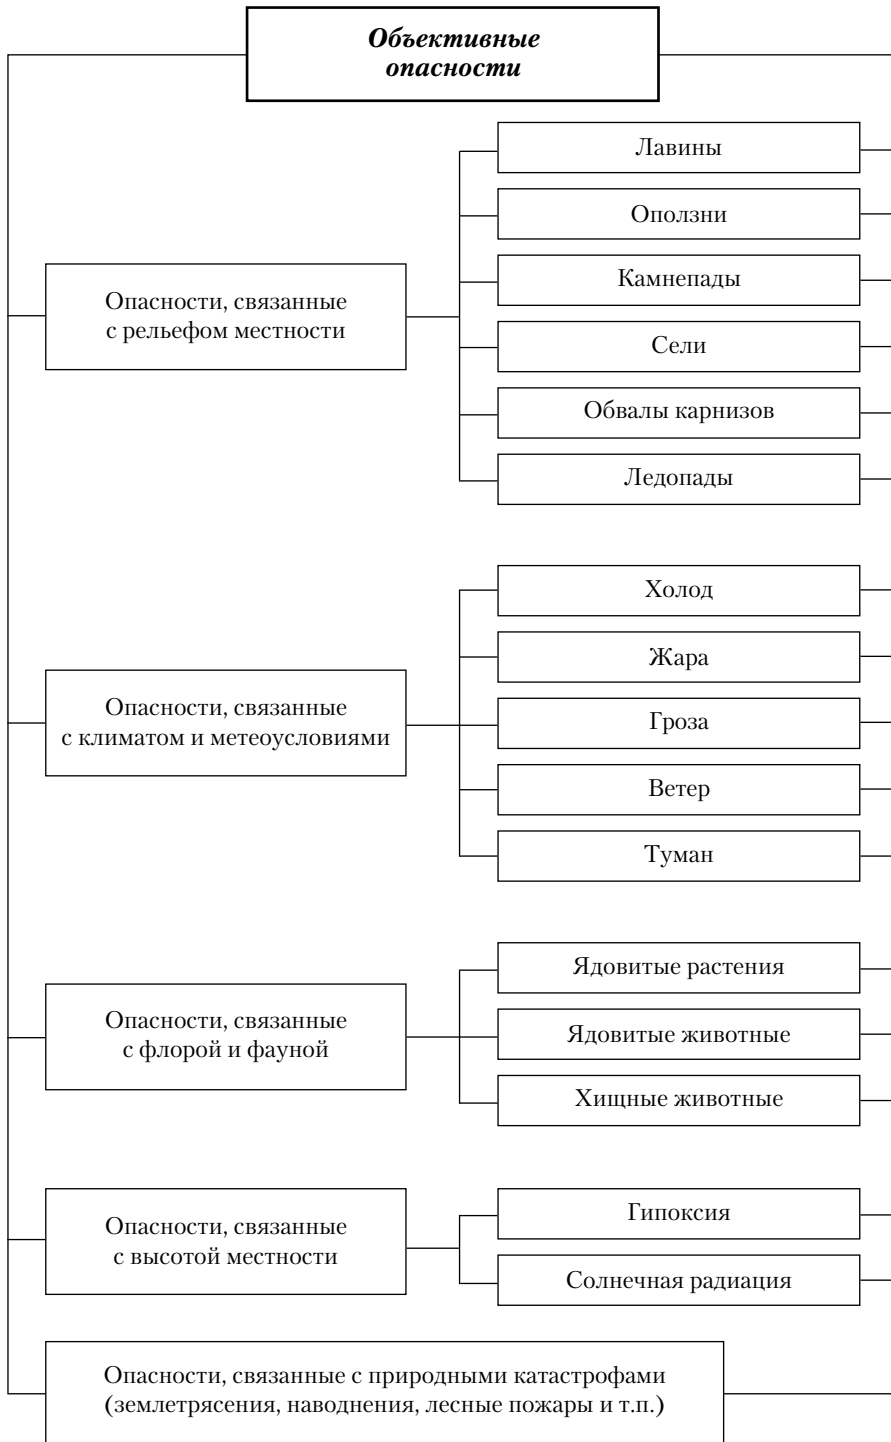 Объективные
опасности
Опасности, связанные
с рельефом местности
Лавины
Оползни
Камнепады
Сели
Обвалы карнизов
Ледопады
Опасности, связанные
с климатом и метеоусловиями
Холод
Жара
Гроза
Ветер
Туман
Опасности, связанные
с флорой и фауной
Ядовитые растения
Ядовитые животные
Хищные животные
Опасности, связанные
с высотой местности
Гипоксия
Солнечная радиация
Опасности, связанные с природными катастрофами
(землетрясения, наводнения, лесные пожары и т.п.)